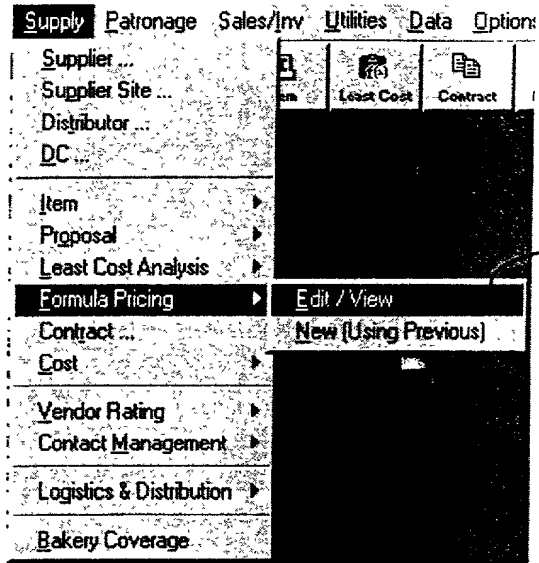 Supply Patronage Sales/Inv Utilities Data Option
Supplier ...
Supplier Site ...
Distributor ...
DC ...
Least Cost Contract
Item
Proposal
Least Cost Analysis
Formula Pricing
Edit / View
Contract ...
New (Using Previous)
Cost
Vendor Rating
Contact Management
Logistics & Distribution
Bakery Coverage